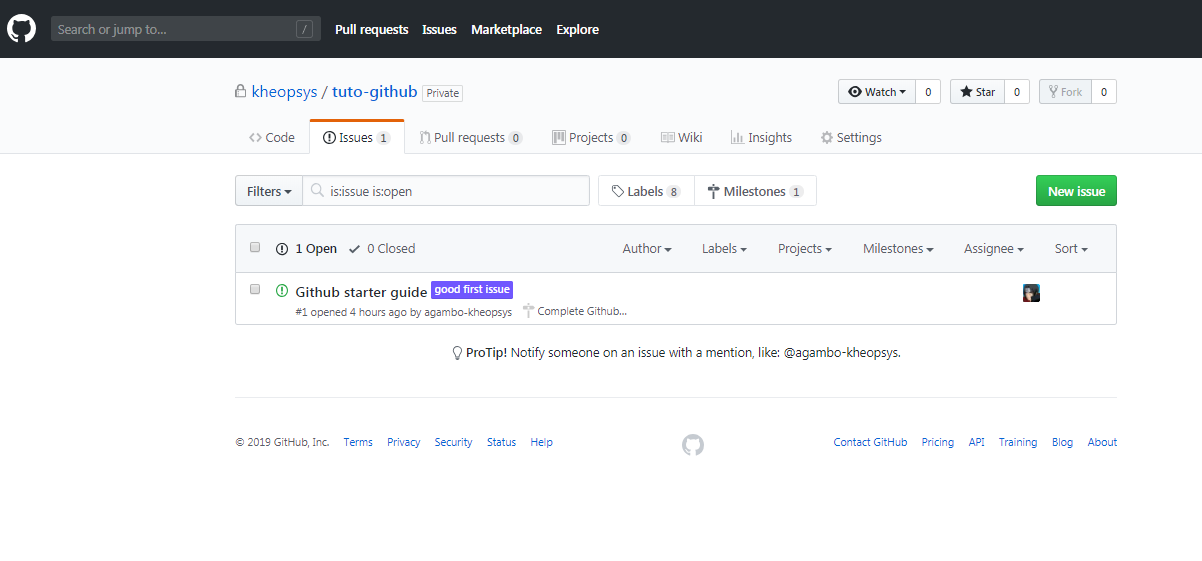 Search or jump to... /
Pull requests Issues Marketplace Explore
kheopsys / tuto-github Private
Watch 0 Star 0 Fork 0
Code Issues 1 Pull requests 0 Projects 0 Wiki Insights Settings
Filters is:issue is:open Labels 8 Milestones 1 New issue
1 Open 0 Closed Author Labels Projects Milestones Assignee Sort
Github starter guide good first issue
#1 opened 4 hours ago by agambo-kheopsys Complete Github...
ProTip! Notify someone on an issue with a mention, like: @agambo-kheopsys.
© 2019 GitHub, Inc. Terms Privacy Security Status Help Contact GitHub Pricing API Training Blog About